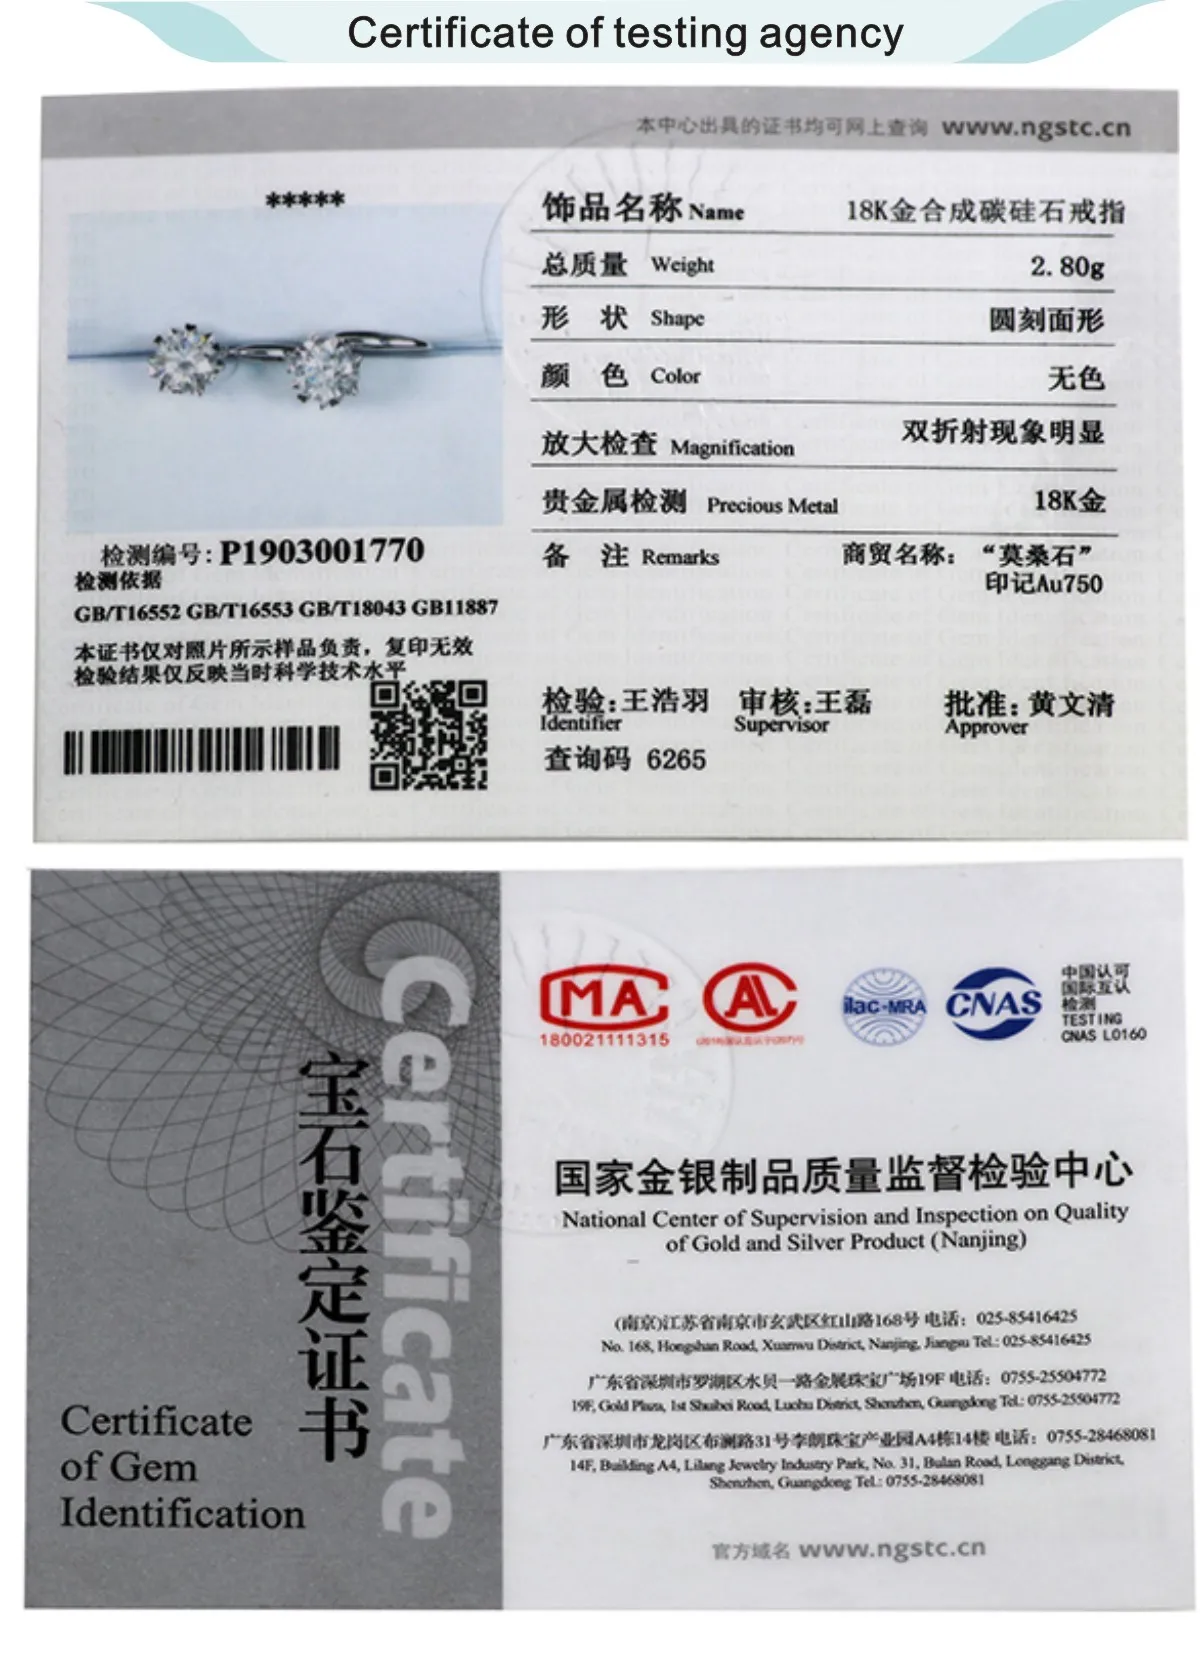 Certificate of testing agency
本中心出具的证书均可网上查询 www.ngstc.cn
*****
饰品名称 Name 18K金合成碳硅石戒指
总质量 Weight 2.80g
形 状 Shape 圆刻面形
颜 色 Color 无色
放大检查 Magnification 双折射现象明显
贵金属检测 Precious Metal 18K金
备 注 Remarks 商贸名称：“莫桑石”
印记Au750
检测编号: P1903001770
检测依据
GB/T16552 GB/T16553 GB/T18043 GB11887
本证书仅对照片所示样品负责，复印无效
检验结果仅反映当时科学技术水平
检验:王浩羽 审核:王磊 批准:黄文清
Identifier Supervisor Approver
查询码 6265
Certificate
宝石鉴定证书
Certificate
of Gem
Identification
MA
180021111315
AL
ilac-MRA
CNAS
中国认可
国际互认
检测
TESTING
CNAS L0160
国家金银制品质量监督检验中心
National Center of Supervision and Inspection on Quality
of Gold and Silver Product (Nanjing)
(南京)江苏省南京市玄武区红山路168号 电话：025-85416425
No. 168, Hongshan Road, Xuanwu District, Nanjing, Jiangsu Tel.: 025-85416425
广东省深圳市罗湖区水贝一路金展珠宝广场19F 电话：0755-25504772
19F, Gold Plaza, 1st Shuibei Road, Luohu District, Shenzhen, Guangdong Tel.: 0755-25504772
广东省深圳市龙岗区布澜路31号李朗珠宝产业园A4栋14楼 电话：0755-28468081
14F, Building A4, Lilang Jewelry Industry Park, No. 31, Bulan Road, Longgang District,
Shenzhen, Guangdong Tel.: 0755-28468081
官方域名 www.ngstc.cn